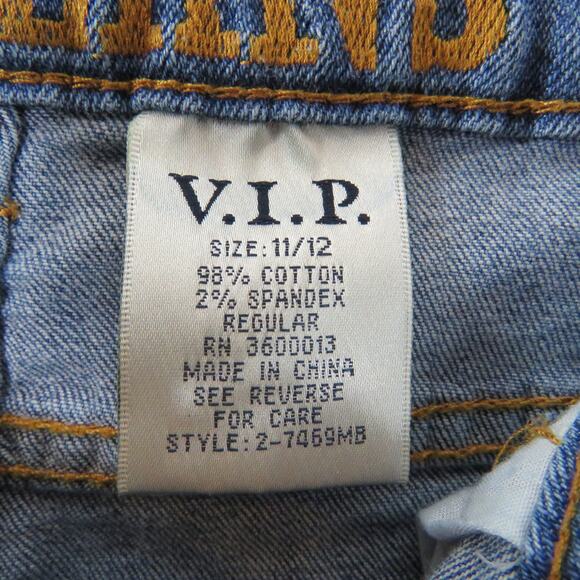 V.I.P.
SIZE: 11/12
98% COTTON
2% SPANDEX
REGULAR
RN 3600013
MADE IN CHINA
SEE REVERSE
FOR CARE
STYLE: 2-7469MB